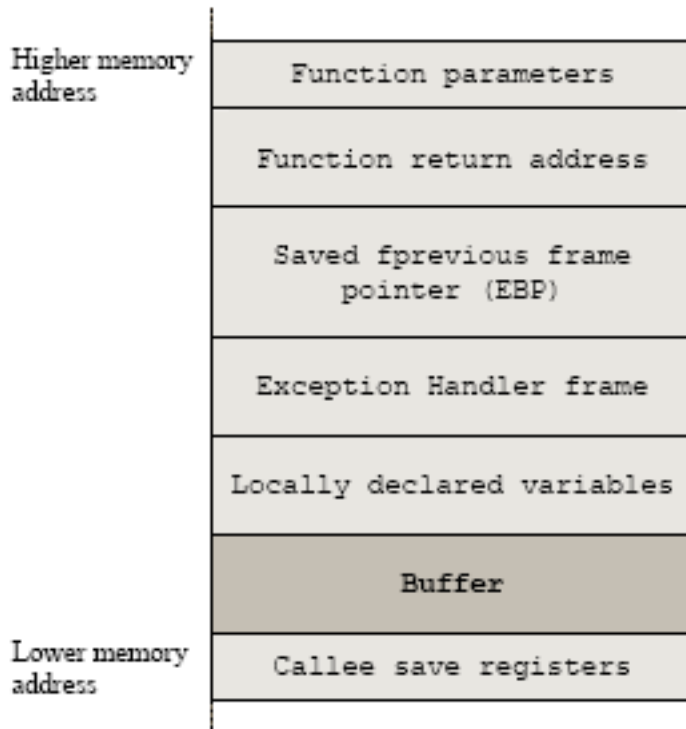 Higher memory
address
Function parameters
Function return address
Saved fprevious frame
pointer (EBP)
Exception Handler frame
Locally declared variables
Buffer
Lower memory
address
Callee save registers